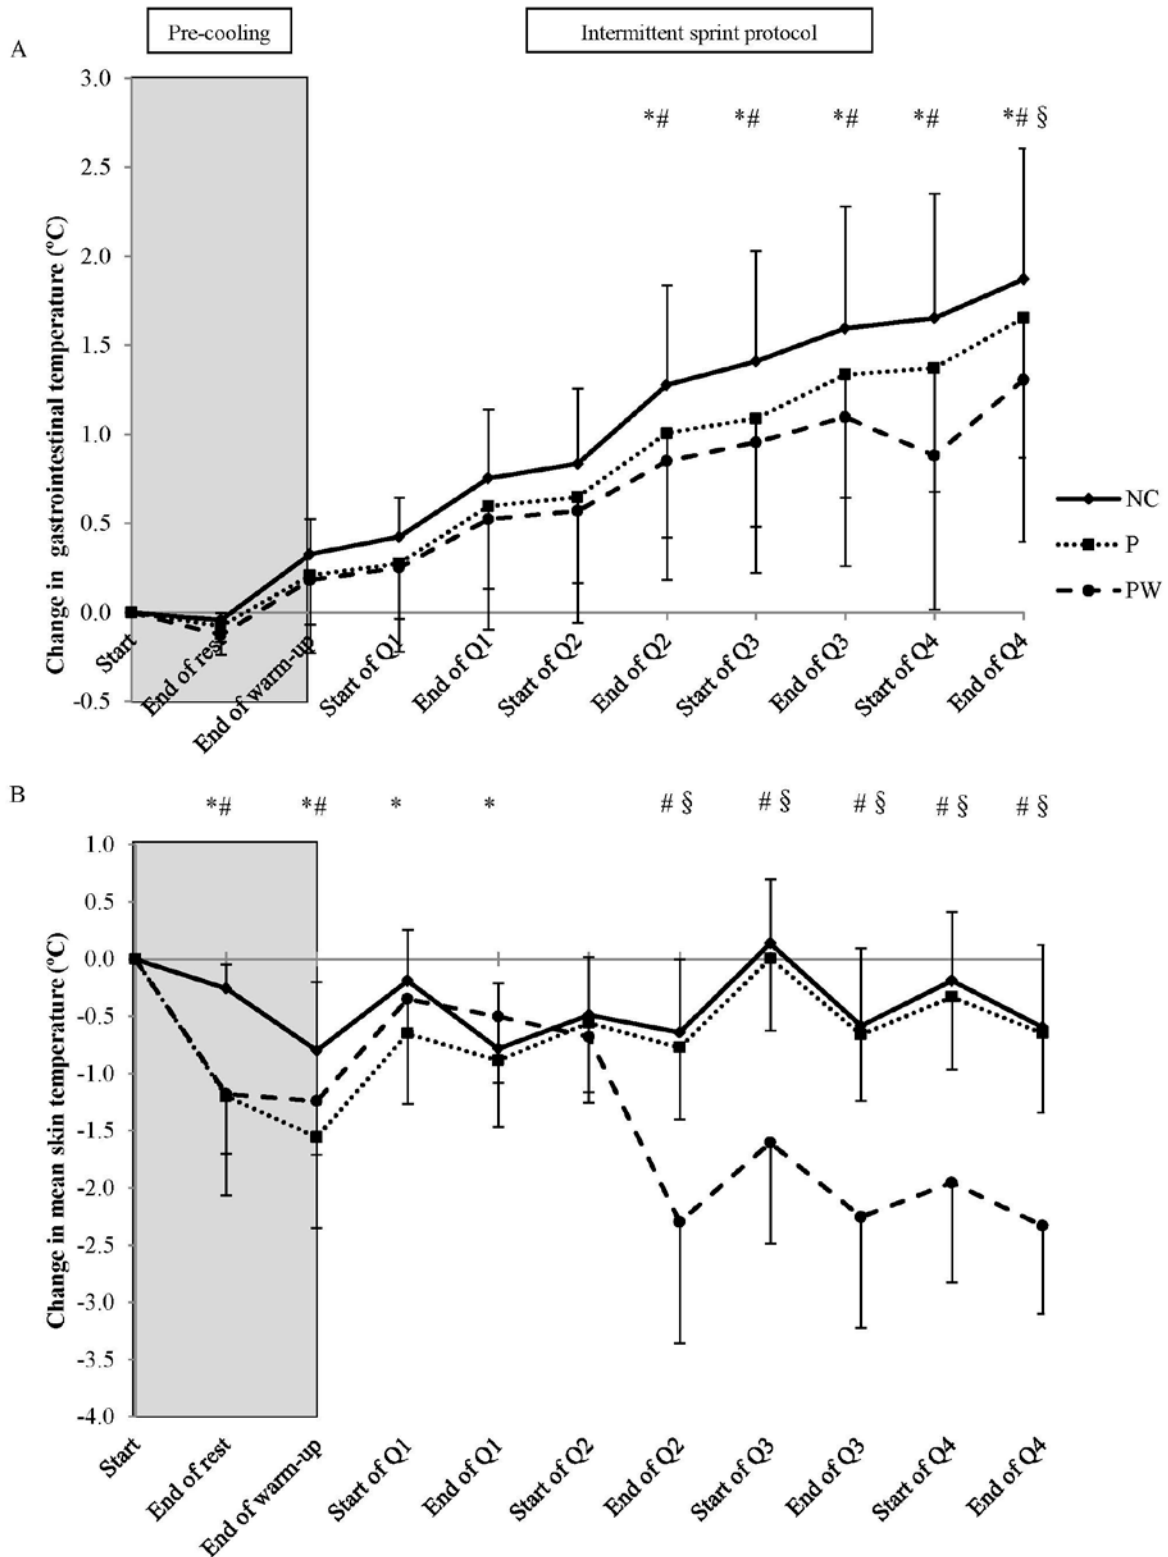 Pre-cooling Intermittent sprint protocol
A
3.0
*# *# *# *# *# §
2.5
2.0
1.5
1.0
0.5
0.0
-0.5
Change in gastrointestinal temperature (ºC)
Start
End of rest
End of warm-up
Start of Q1
End of Q1
Start of Q2
End of Q2
Start of Q3
End of Q3
Start of Q4
End of Q4
NC
P
PW
B
*# *# * * # § # § # § # § # §
1.0
0.5
0.0
-0.5
-1.0
-1.5
-2.0
-2.5
-3.0
-3.5
-4.0
Change in mean skin temperature (ºC)
Start
End of rest
End of warm-up
Start of Q1
End of Q1
Start of Q2
End of Q2
Start of Q3
End of Q3
Start of Q4
End of Q4